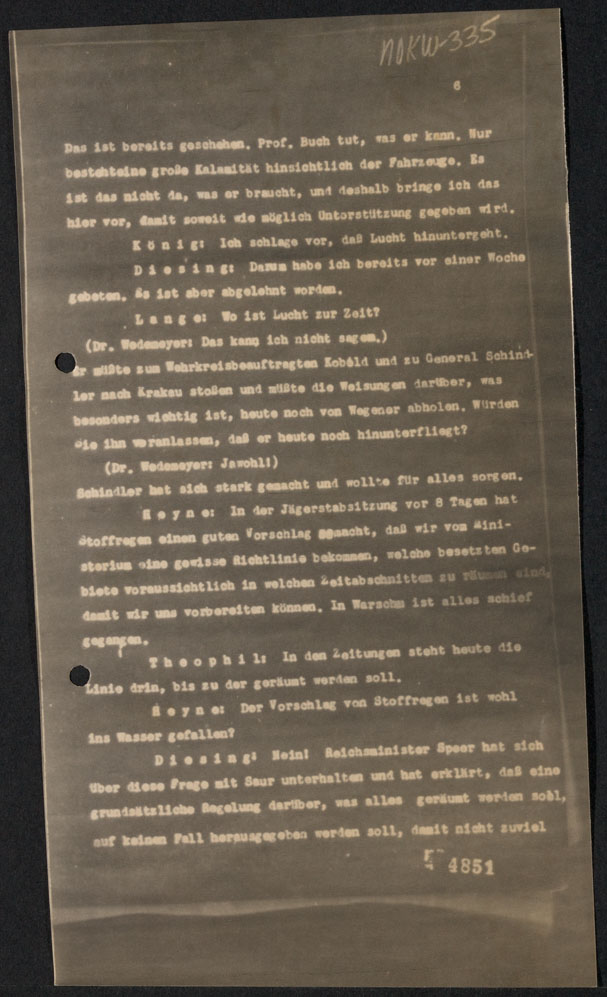 NOKW-335
6
Das ist bereits geschehen. Prof. Buch tut, was er kann. Nur
bestehteine große Kalamität hinsichtlich der Fahrzeuge. Es
ist das nicht da, was er braucht, und deshalb bringe ich das
hier vor, damit soweit wie möglich Unterstützung gegeben wird.
K ö n i g : Ich schlage vor, daß Lucht hinuntergeht.
D i e s i n g : Darum habe ich bereits vor einer Woche
gebeten. Es ist aber abgelehnt worden.
L a n g e : Wo ist Lucht zur Zeit?
(Dr. Wedemeyer: Das kann ich nicht sagen.)
Er müßte zum Wehrkreisbeauftragten Kobéld und zu General Schind-
ler nach Krakau stoßen und müßte die Weisungen darüber, was
besonders wichtig ist, heute noch von Wegener abholen. Würden
Sie ihn veranlassen, daß er heute noch hinunterfliegt?
(Dr. Wedemeyer: Jawohl!)
Schindler hat sich stark gemacht und wollte für alles sorgen.
H e y n e : In der Jägerstabsitzung vor 8 Tagen hat
Stoffregen einen guten Vorschlag gemacht, daß wir vom Mini-
sterium eine gewisse Richtlinie bekommen, welche besetzten Ge-
biete voraussichtlich in welchen Zeitabschnitten zu räumen sind,
damit wir uns vorbereiten können. In Warschau ist alles schief
gegangen.
T h e o p h i l : In den Zeitungen steht heute die
Linie drin, bis zu der geräumt werden soll.
H e y n e : Der Vorschlag von Stoffregen ist wohl
ins Wasser gefallen?
D i e s i n g : Nein! Reichsminister Speer hat sich
über diese Frage mit Saur unterhalten und hat erklärt, daß eine
grundsätzliche Regelung darüber, was alles geräumt werden soll,
auf keinen Fall herausgegeben werden soll, damit nicht zuviel
4851